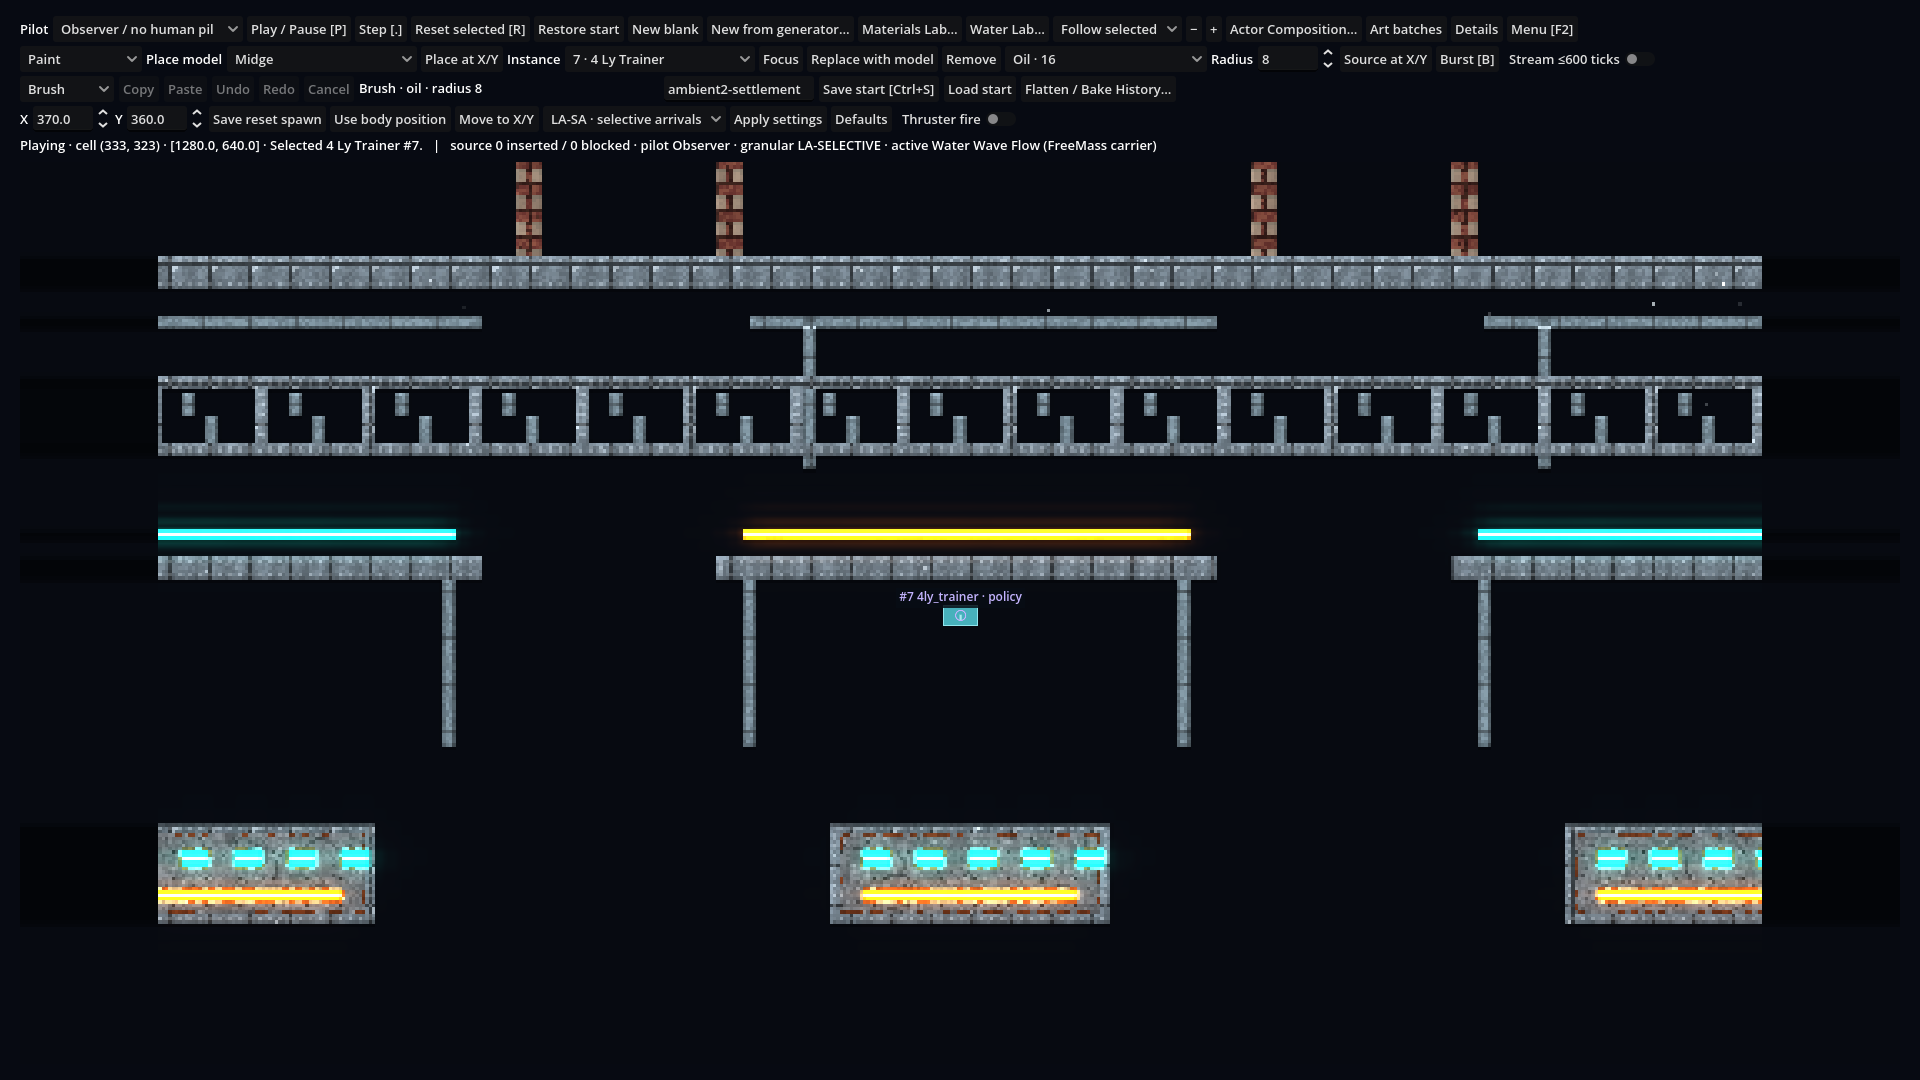 Pilot Observer / no human pil Play / Pause [P] Step [.] Reset selected [R] Restore start New blank New from generator... Materials Lab... Water Lab... Follow selected − + Actor Composition... Art batches Details Menu [F2]
Paint Place model Midge Place at X/Y Instance 7 · 4 Ly Trainer Focus Replace with model Remove Oil · 16 Radius 8 Source at X/Y Burst [B] Stream ≤600 ticks
Brush Copy Paste Undo Redo Cancel Brush · oil · radius 8 ambient2-settlement Save start [Ctrl+S] Load start Flatten / Bake History...
X 370.0 Y 360.0 Save reset spawn Use body position Move to X/Y LA-SA · selective arrivals Apply settings Defaults Thruster fire
Playing · cell (333, 323) · [1280.0, 640.0] · Selected 4 Ly Trainer #7. | source 0 inserted / 0 blocked · pilot Observer · granular LA-SELECTIVE · active Water Wave Flow (FreeMass carrier)
#7 4ly_trainer · policy